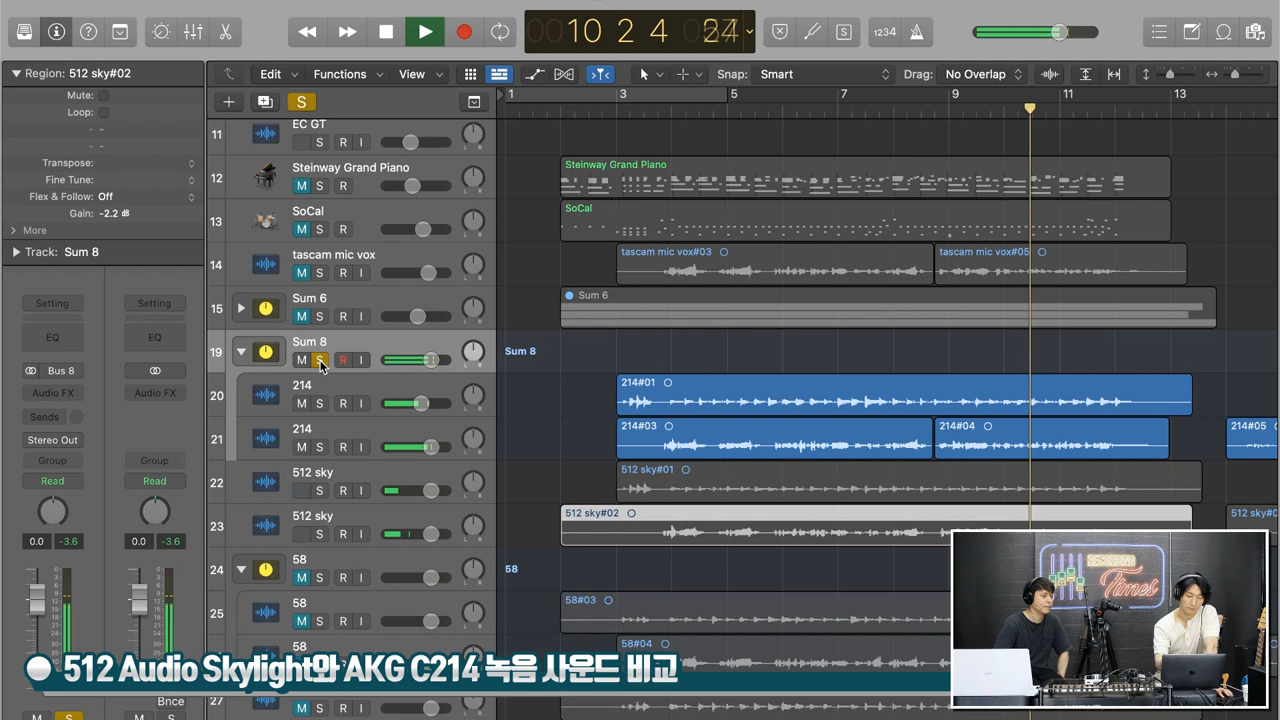 10 2 4 24
1234
Region: 512 sky#02
Mute:
Loop:
Transpose:
Fine Tune:
Flex & Follow: Off
Gain: -2.2 dB
More
Track: Sum 8
Setting Setting
EQ EQ
Bus 8
Audio FX Audio FX
Sends
Stereo Out
Group Group
Read Read
0.0 -3.6 0.0 -3.6
Bnce
M S M S
Edit Functions View Snap: Smart Drag: No Overlap
S
1 3 5 7 9 11 13
11 EC GT
S R I
12 Steinway Grand Piano
M S R
Steinway Grand Piano
13 SoCal
M S R
SoCal
14 tascam mic vox
M S R I
tascam mic vox#03 tascam mic vox#05
15 Sum 6
M S R I
Sum 6
19 Sum 8
M S R I
Sum 8
20 214
M S R I
214#01
21 214
M S R I
214#03 214#04 214#05
22 512 sky
S R I
512 sky#01
23 512 sky
S R I
512 sky#02 512 sky#
24 58
M S R I
58
25 58
M S R I
58#03
58
58#04
27
M S R I
RECORDING
Times
512 Audio Skylight와 AKG C214 녹음 사운드 비교